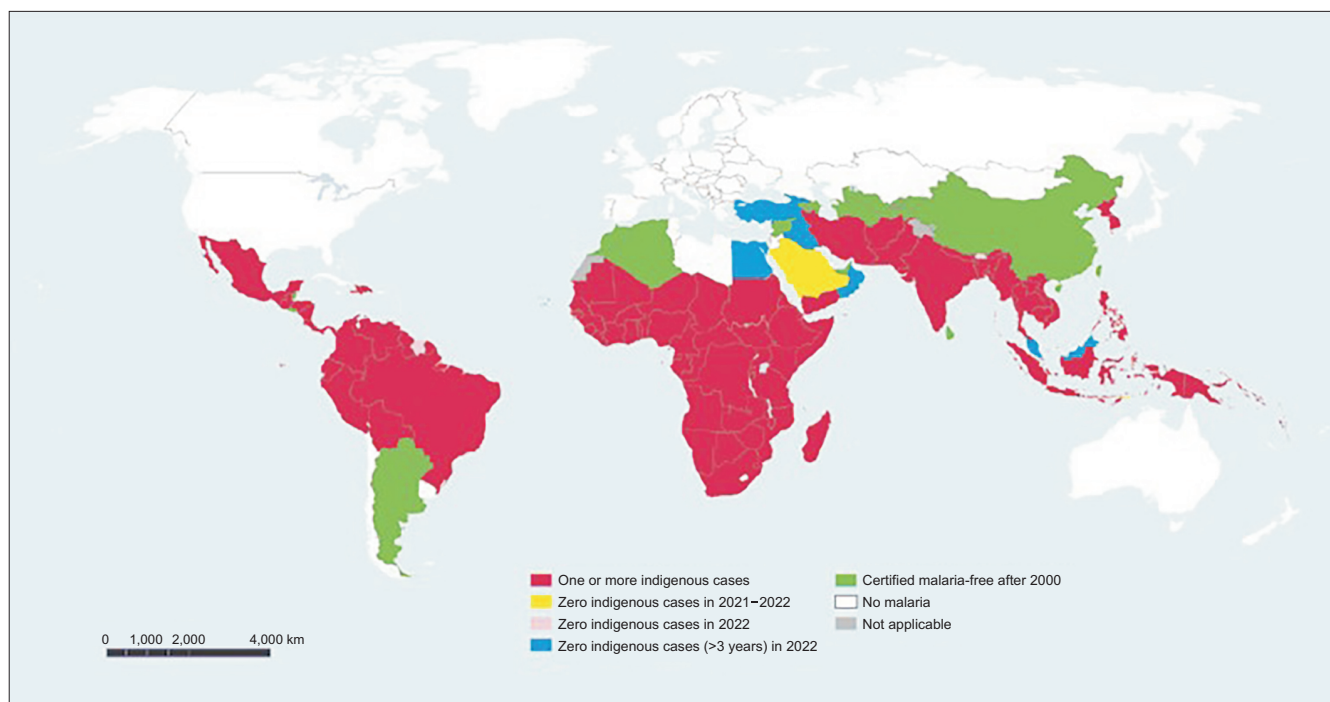 One or more indigenous cases
Zero indigenous cases in 2021−2022
Zero indigenous cases in 2022
Zero indigenous cases (>3 years) in 2022
Certified malaria-free after 2000
No malaria
Not applicable
0 1,000 2,000 4,000 km